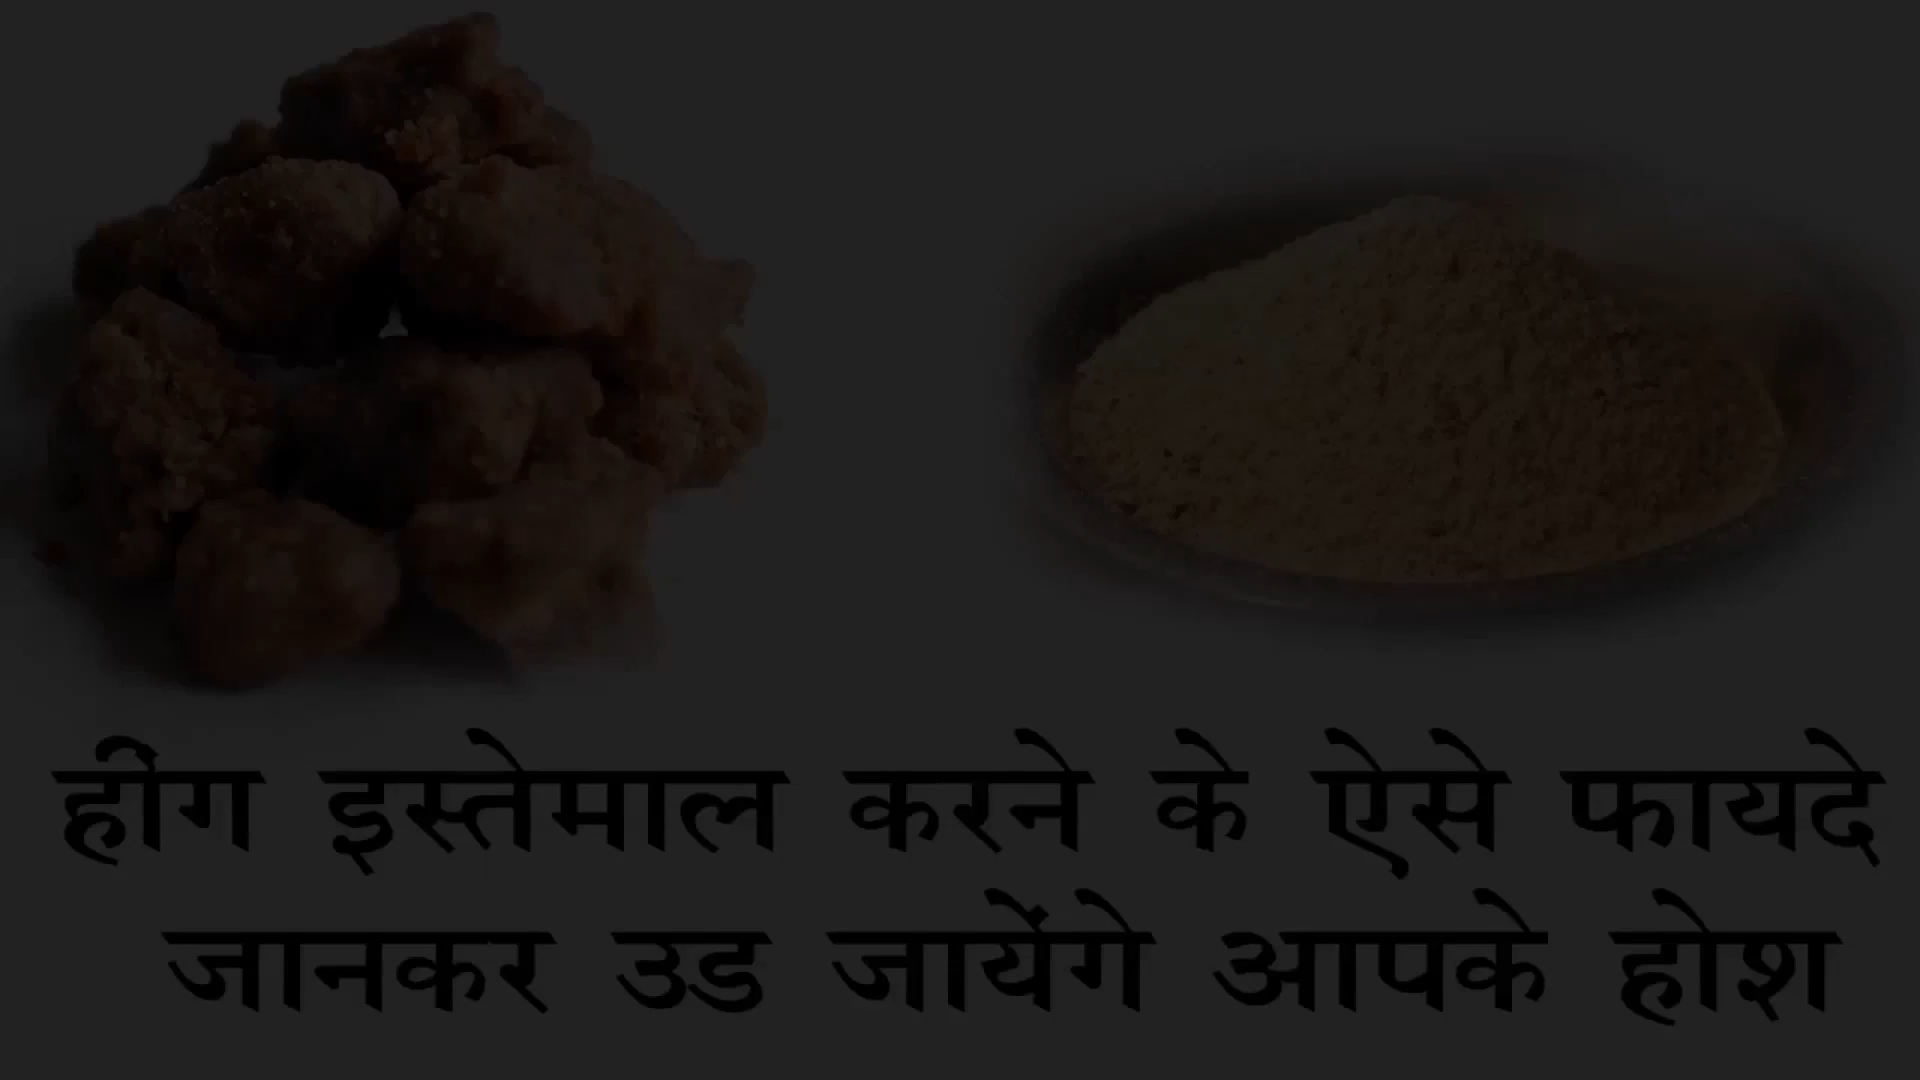 हींग इस्तेमाल करने के ऐसे फायदे
जानकर उड जायेंगे आपके होश